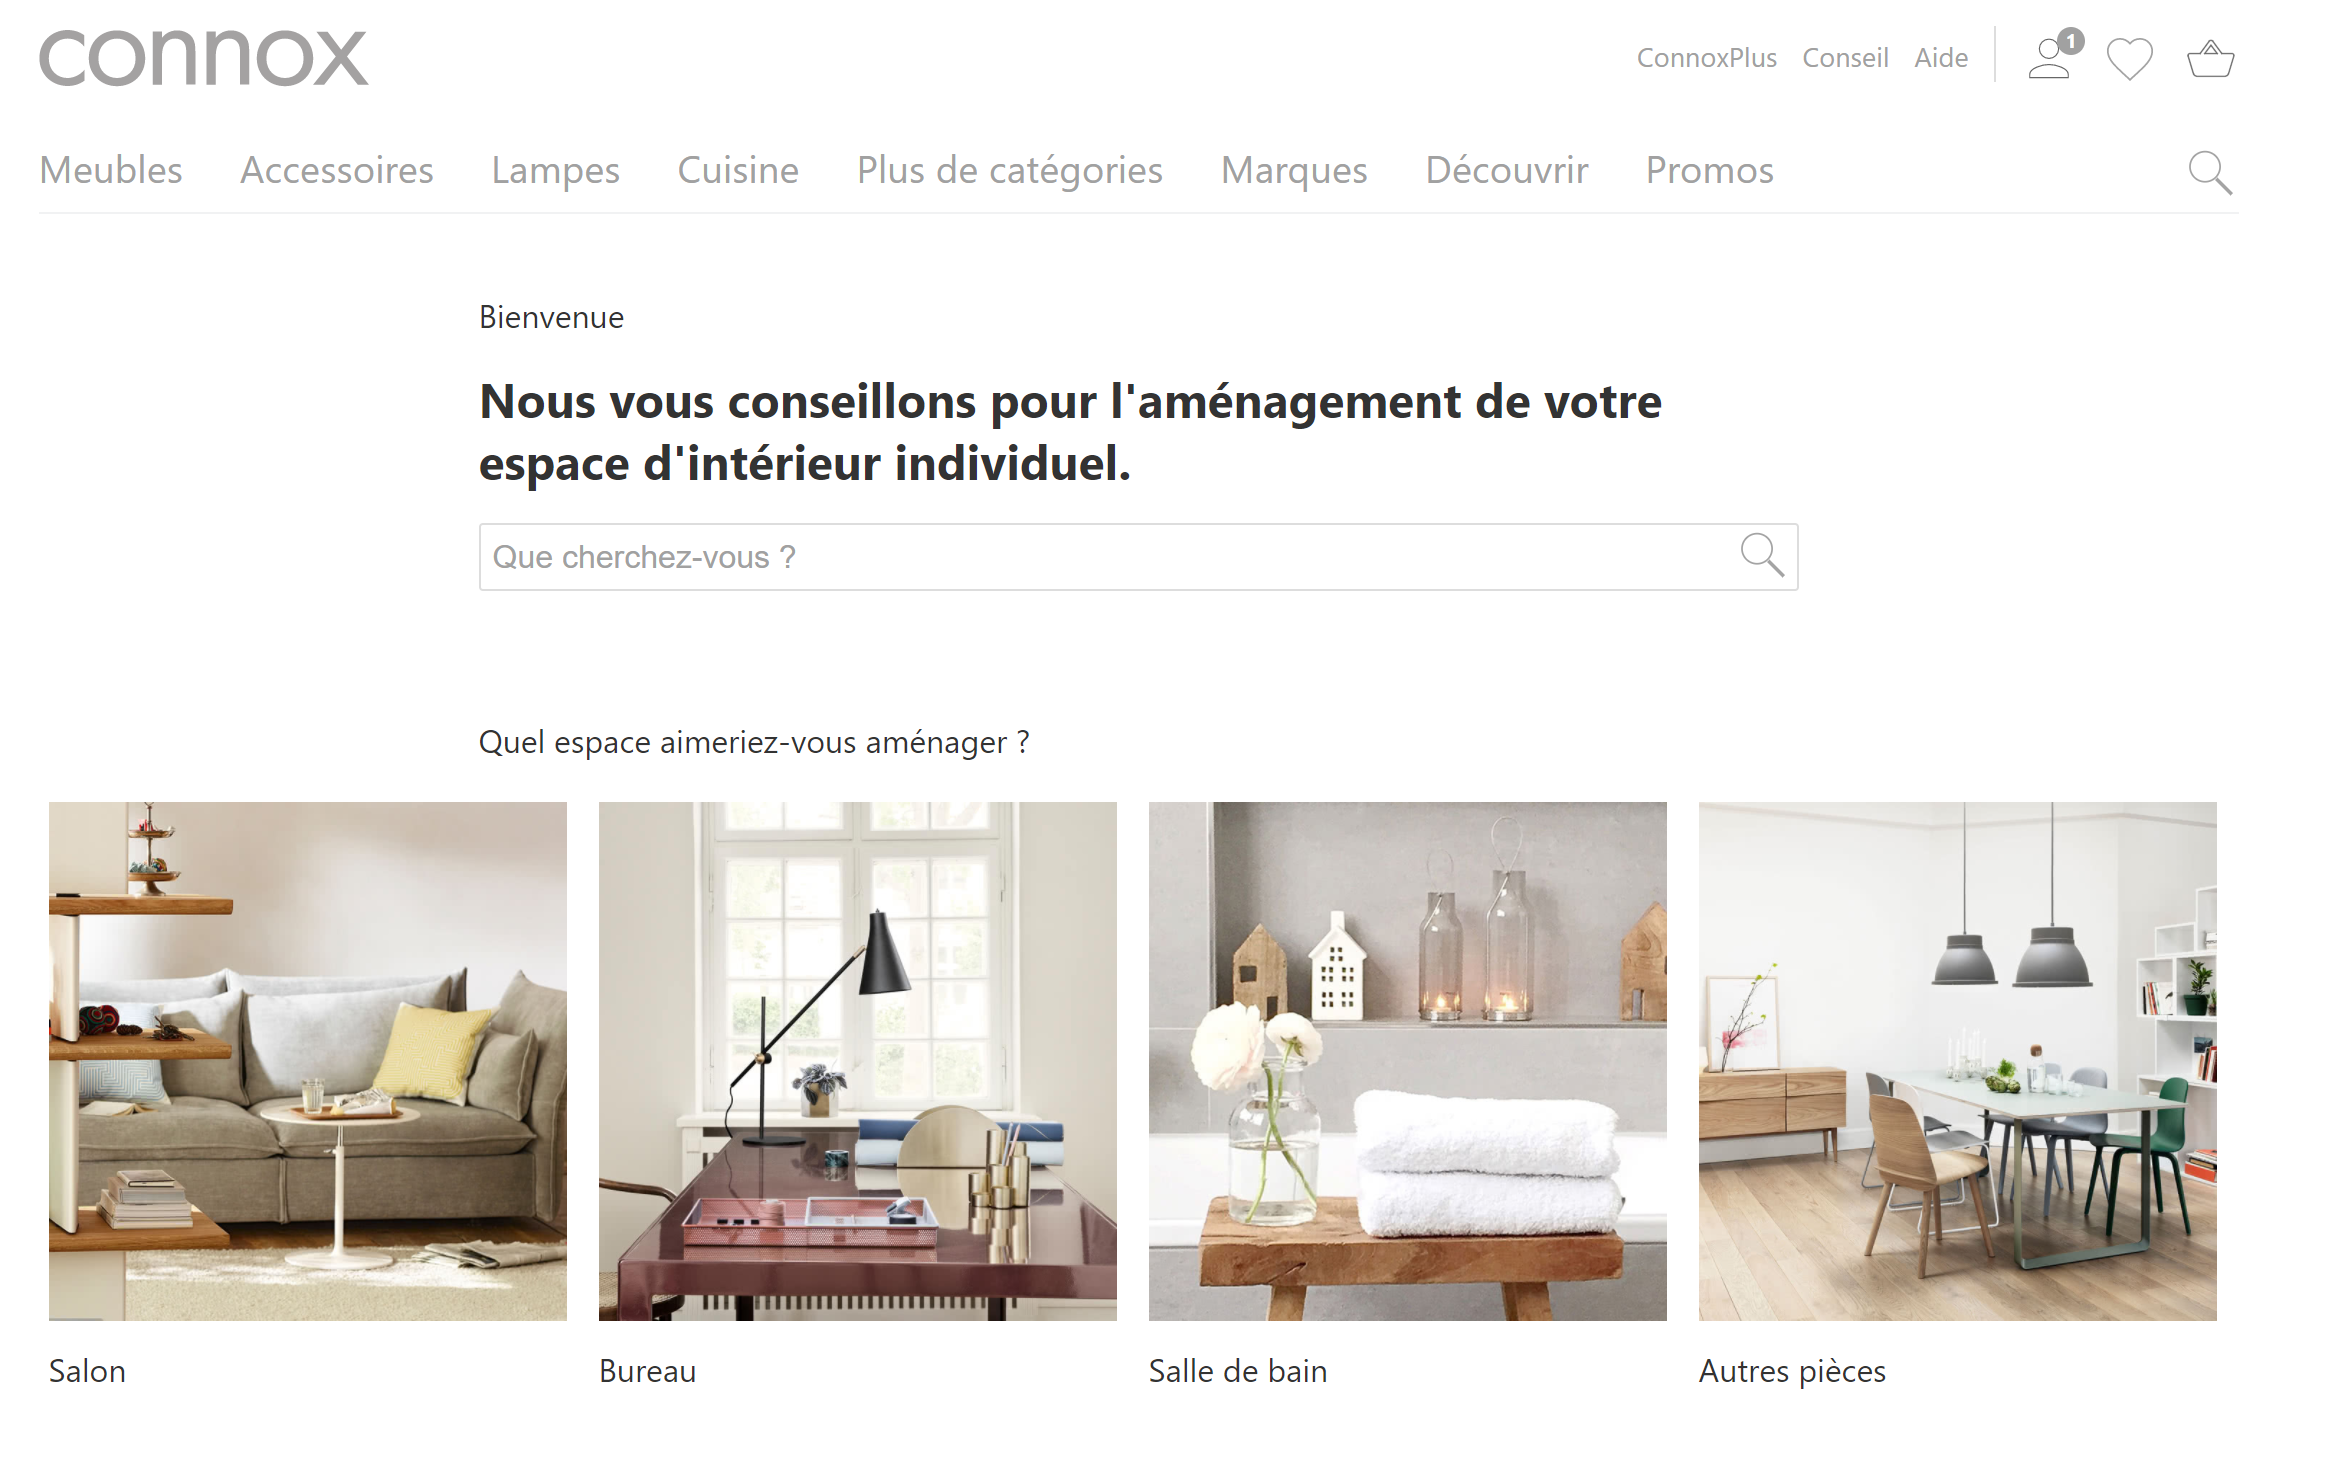 connox
ConnoxPlus Conseil Aide 1
Meubles Accessoires Lampes Cuisine Plus de catégories Marques Découvrir Promos
Bienvenue
Nous vous conseillons pour l'aménagement de votre
espace d'intérieur individuel.
Que cherchez-vous ?
Quel espace aimeriez-vous aménager ?
Salon Bureau Salle de bain Autres pièces